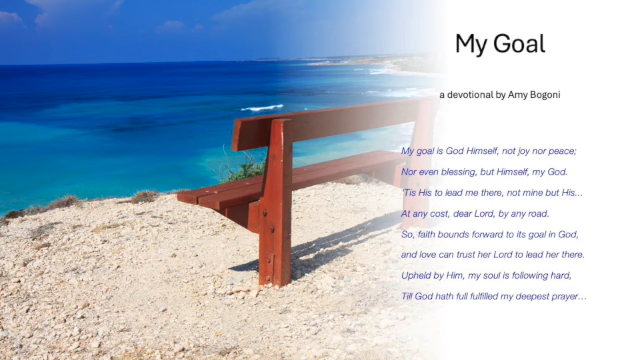 My Goal
a devotional by Amy Bogoni
My goal is God Himself, not joy nor peace;
Nor even blessing, but Himself, my God.
'Tis His to lead me there, not mine but His...
At any cost, dear Lord, by any road.
So, faith bounds forward to its goal in God,
and love can trust her Lord to lead her there.
Upheld by Him, my soul is following hard,
Till God hath full fulfilled my deepest prayer...